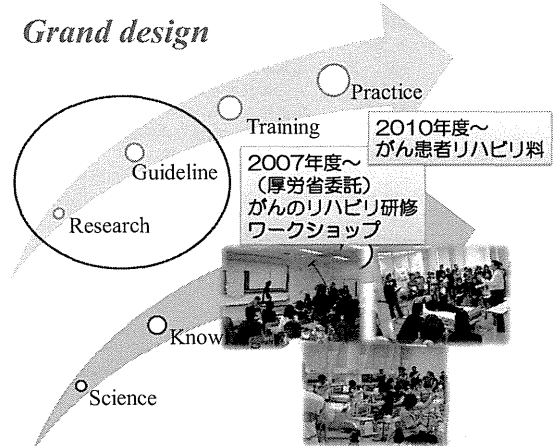 Grand design
Practice
Training
Guideline
Research
2010年度～
がん患者リハビリ料
2007年度～
（厚労省委託）
がんのリハビリ研修
ワークショップ
Science